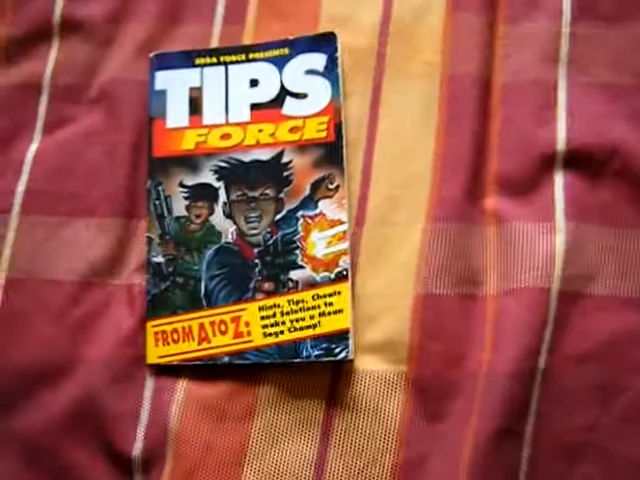 SEGA FORCE PRESENTS
TIPS
FORCE
FROM A TO Z:
Hints, Tips, Cheats
and Solutions to
make you a Mean
Sega Champ!